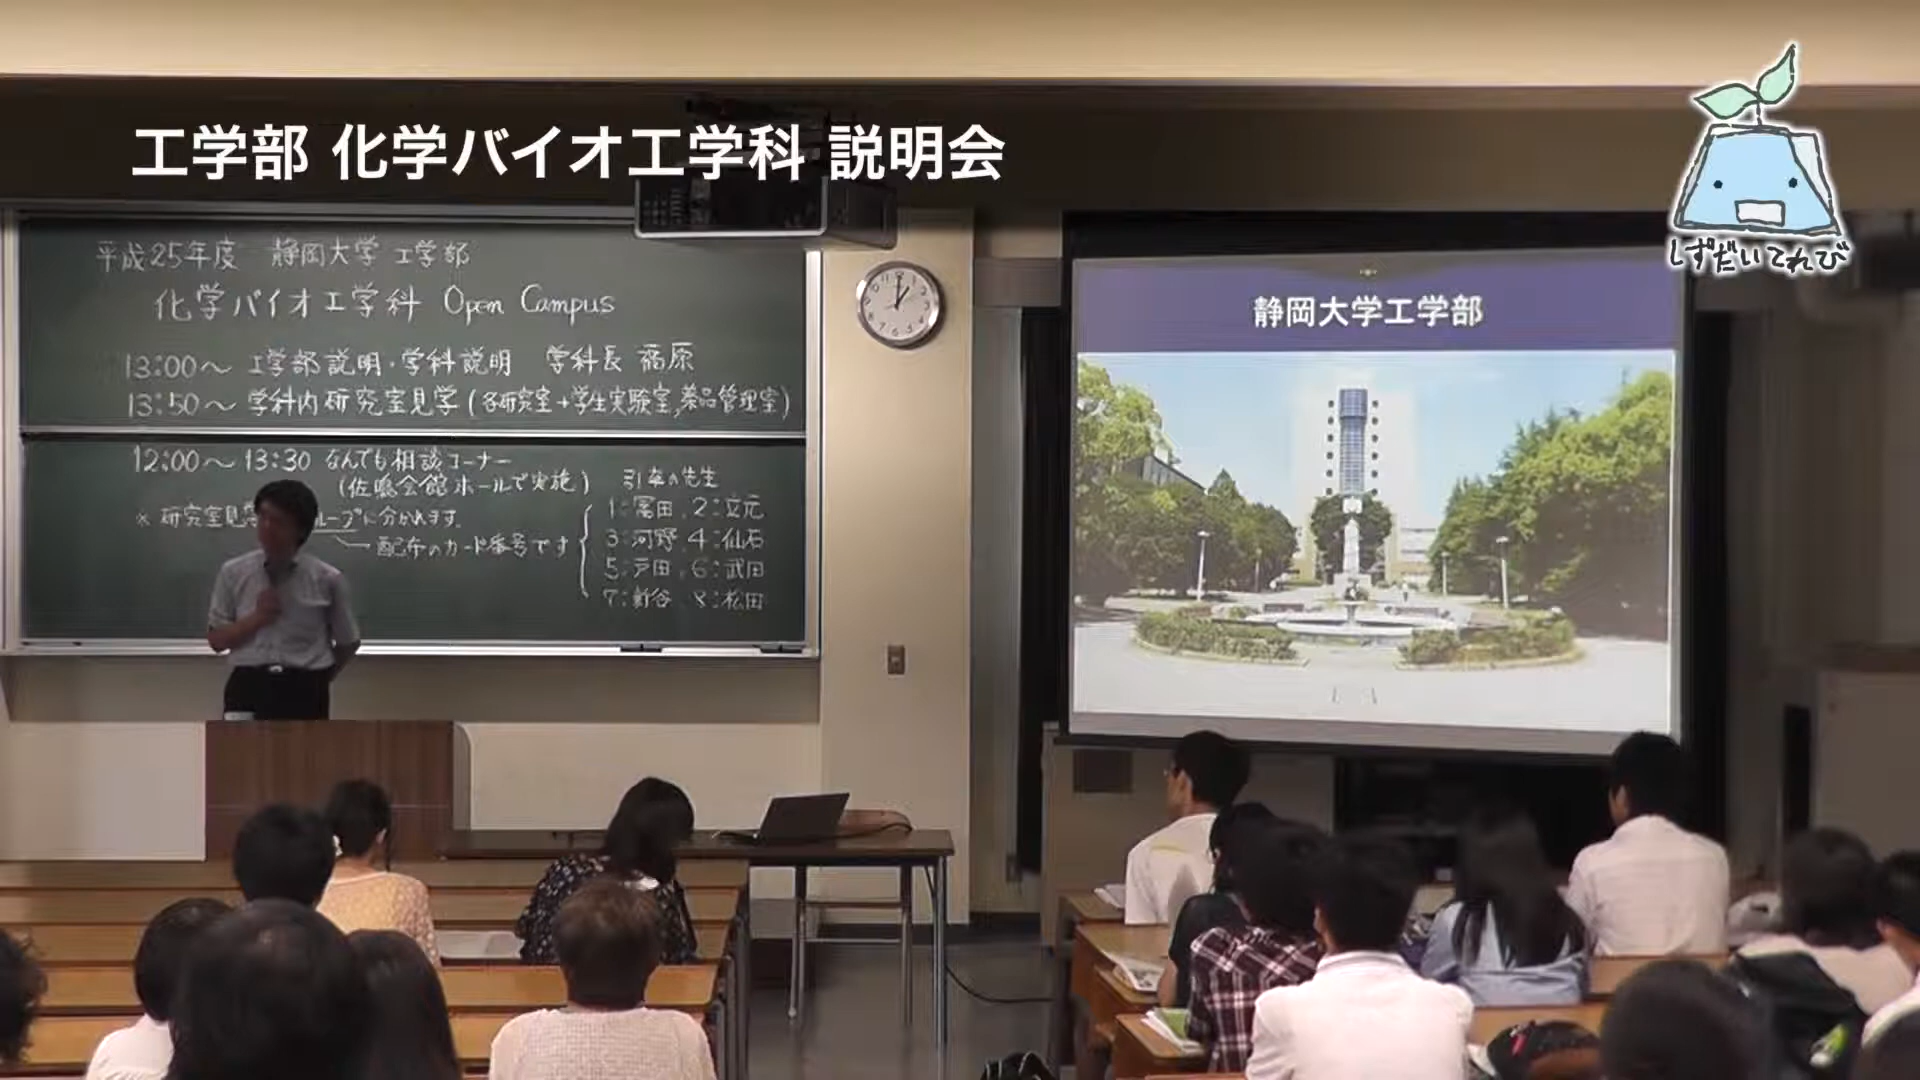 工学部 化学バイオ工学科 説明会
しずだいてれび
平成25年度 静岡大学 工学部
化学バイオ工学科 Open Campus
13:00～ 工学部説明・学科説明 学科長 福原
13:50～ 学科内研究室見学(各研究室+学生実験室,薬品管理室)
12:00～13:30 なんでも相談コーナー
(佐鳴会館ホールで実施)
※ 研究室見学 ループに分かれます。
配布のカード番号です
引率の先生
1:冨田 2:立元
3:河野 4:仙石
5:戸田 6:武田
7:新谷 8:松田
静岡大学工学部